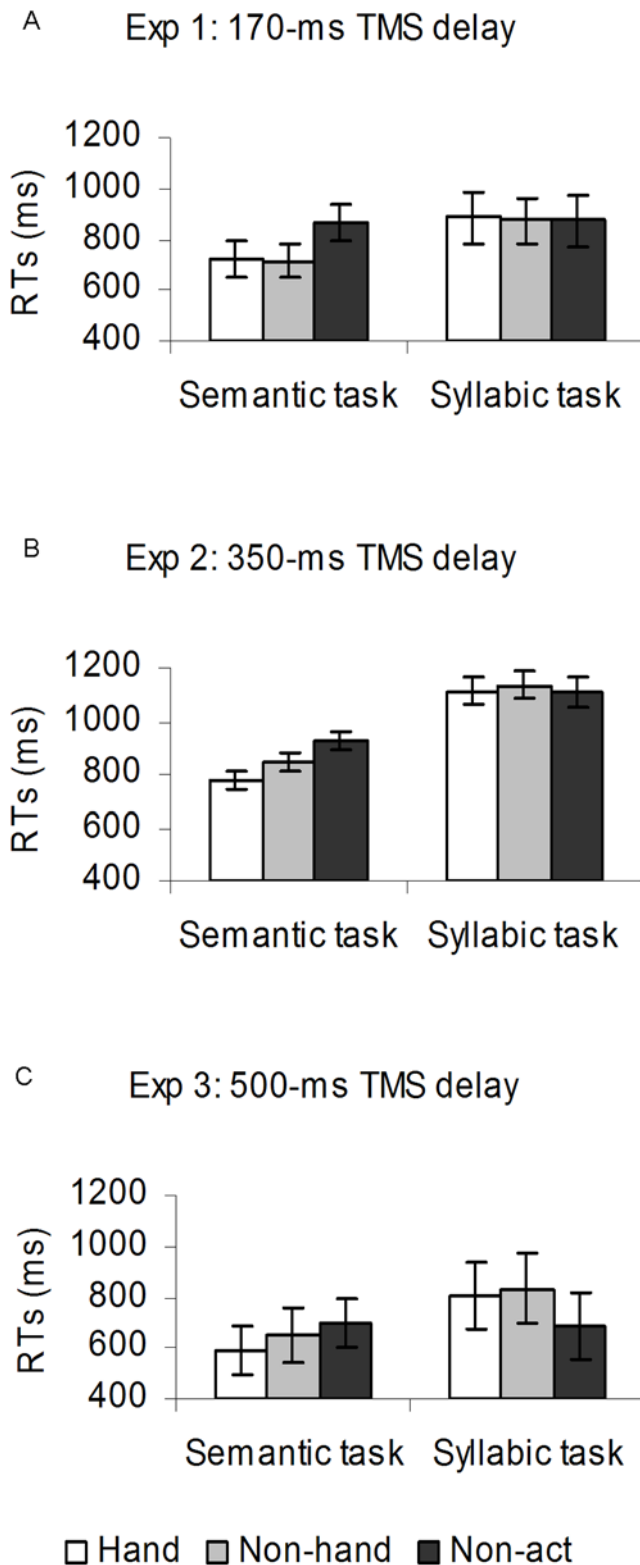 A
Exp 1: 170-ms TMS delay
RTs (ms)
1200
1000
800
600
400
Semantic task Syllabic task
B
Exp 2: 350-ms TMS delay
RTs (ms)
1200
1000
800
600
400
Semantic task Syllabic task
C
Exp 3: 500-ms TMS delay
RTs (ms)
1200
1000
800
600
400
Semantic task Syllabic task
Hand Non-hand Non-act